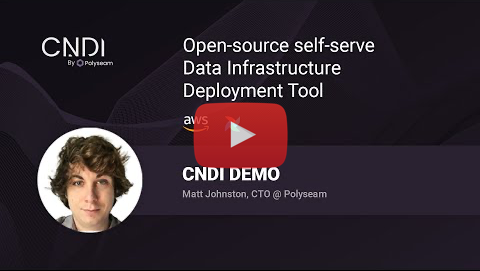 CNDI
By Polyseam
Open-source self-serve
Data Infrastructure
Deployment Tool
aws
CNDI DEMO
Matt Johnston, CTO @ Polyseam